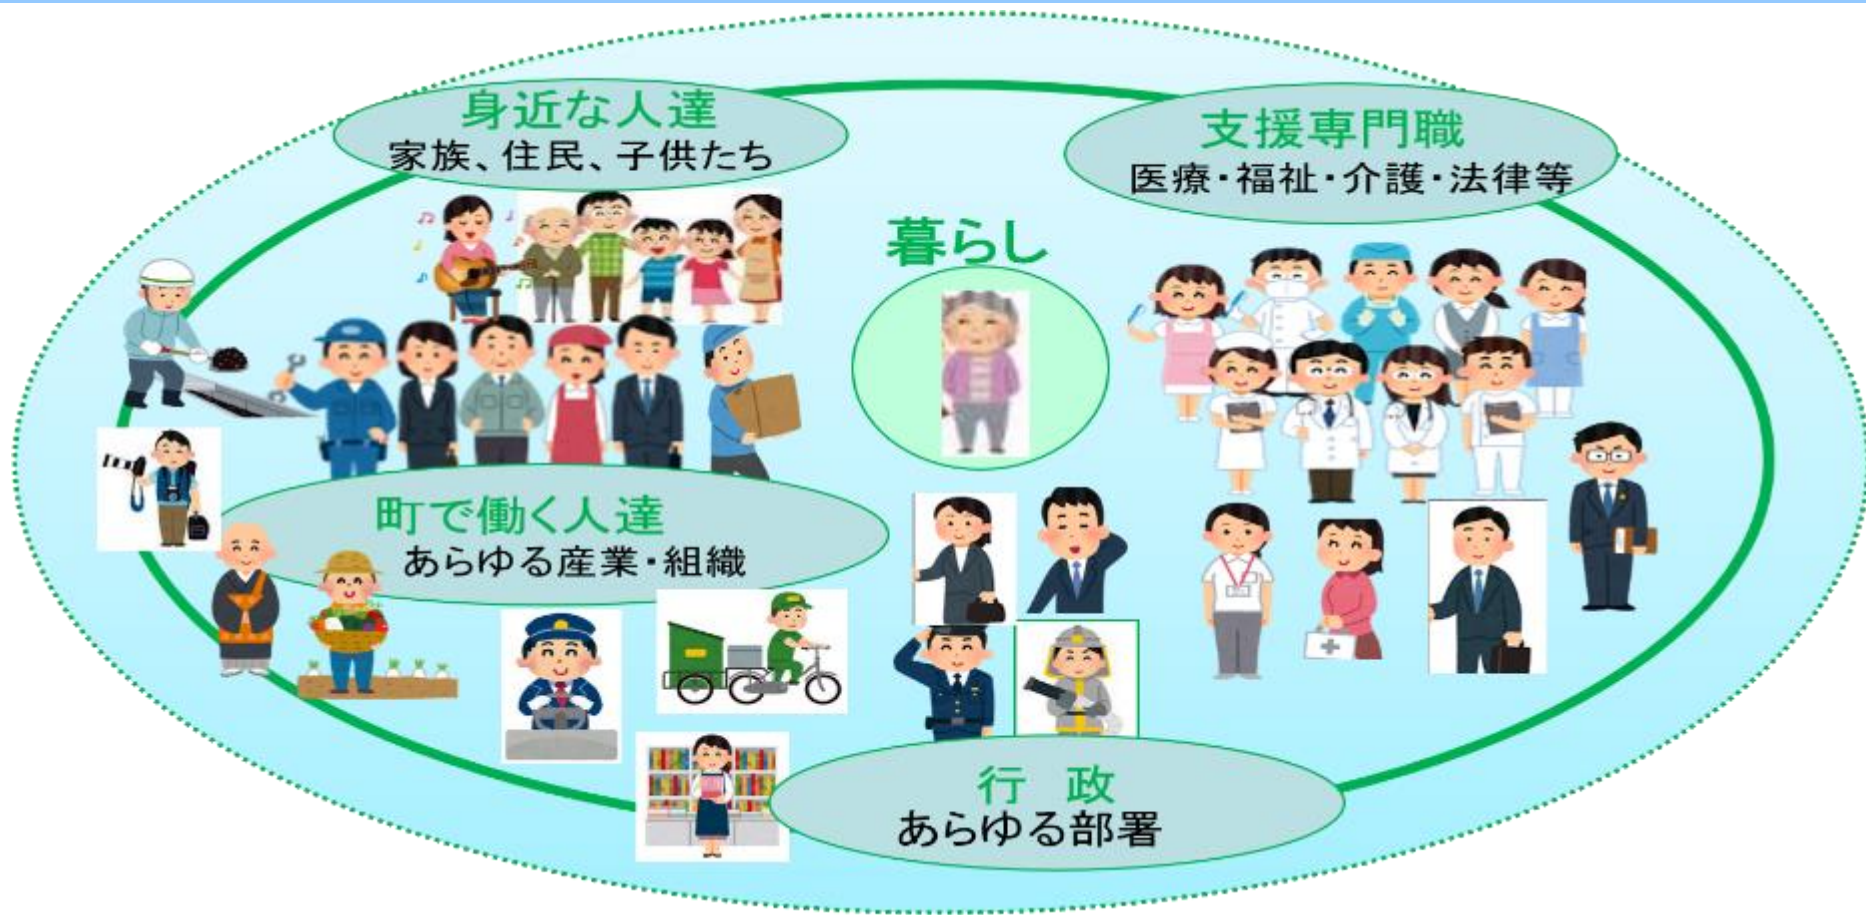 身近な人達
家族、住民、子供たち
支援専門職
医療・福祉・介護・法律等
暮らし
町で働く人達
あらゆる産業・組織
行　政
あらゆる部署